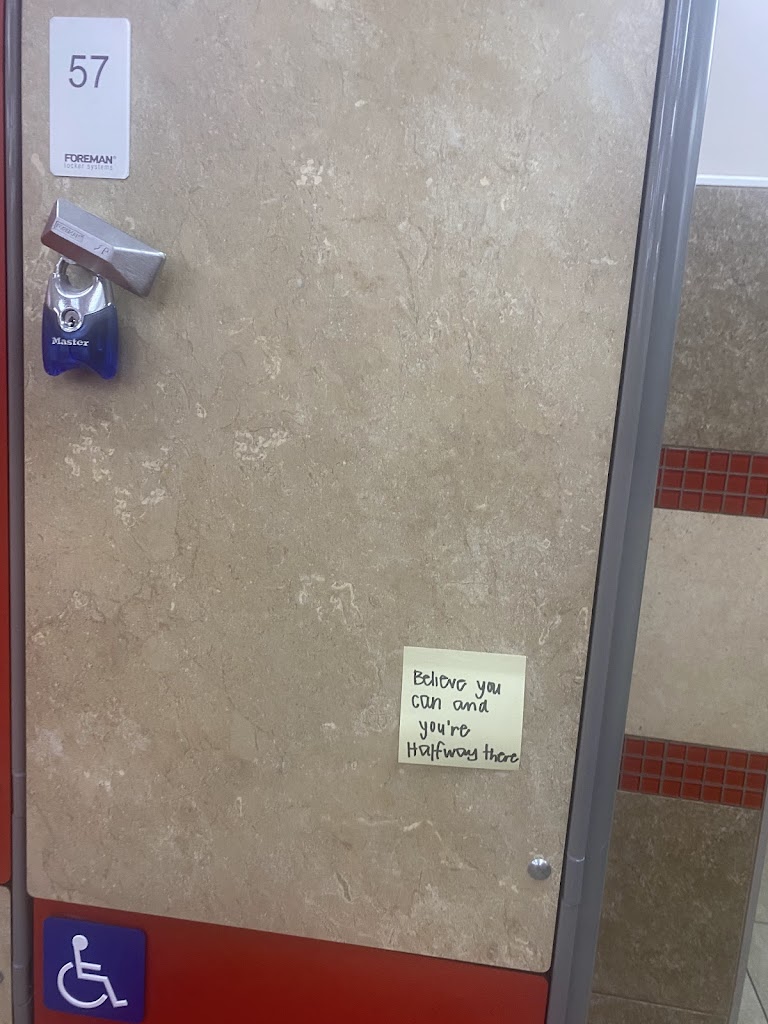 57
FOREMAN®
locker systems
Master
Believe you
can and
you're
Halfway there